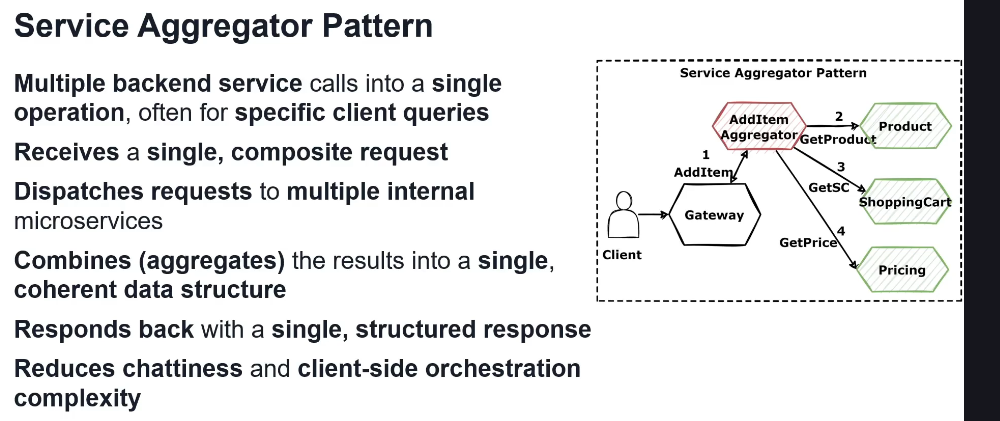 Service Aggregator Pattern
Multiple backend service calls into a single
operation, often for specific client queries
Receives a single, composite request
Dispatches requests to multiple internal
microservices
Combines (aggregates) the results into a single,
coherent data structure
Responds back with a single, structured response
Reduces chattiness and client-side orchestration
complexity
Service Aggregator Pattern
AddItem
Aggregator
2
GetProduct
Product
1
AddItem
3
GetSC
ShoppingCart
Gateway
Client
4
GetPrice
Pricing